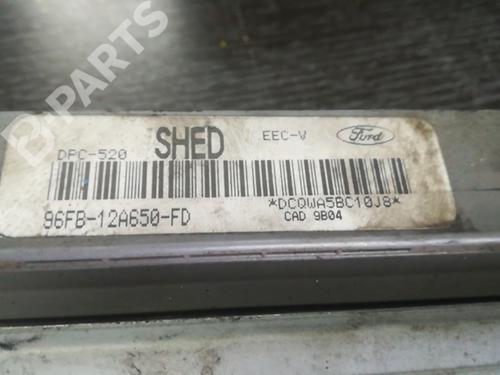 B-PARTS
DPC-520 SHED EEC-V Ford
96FB-12A650-FD
*DCQWA5BC10J8*
CAD 9B04